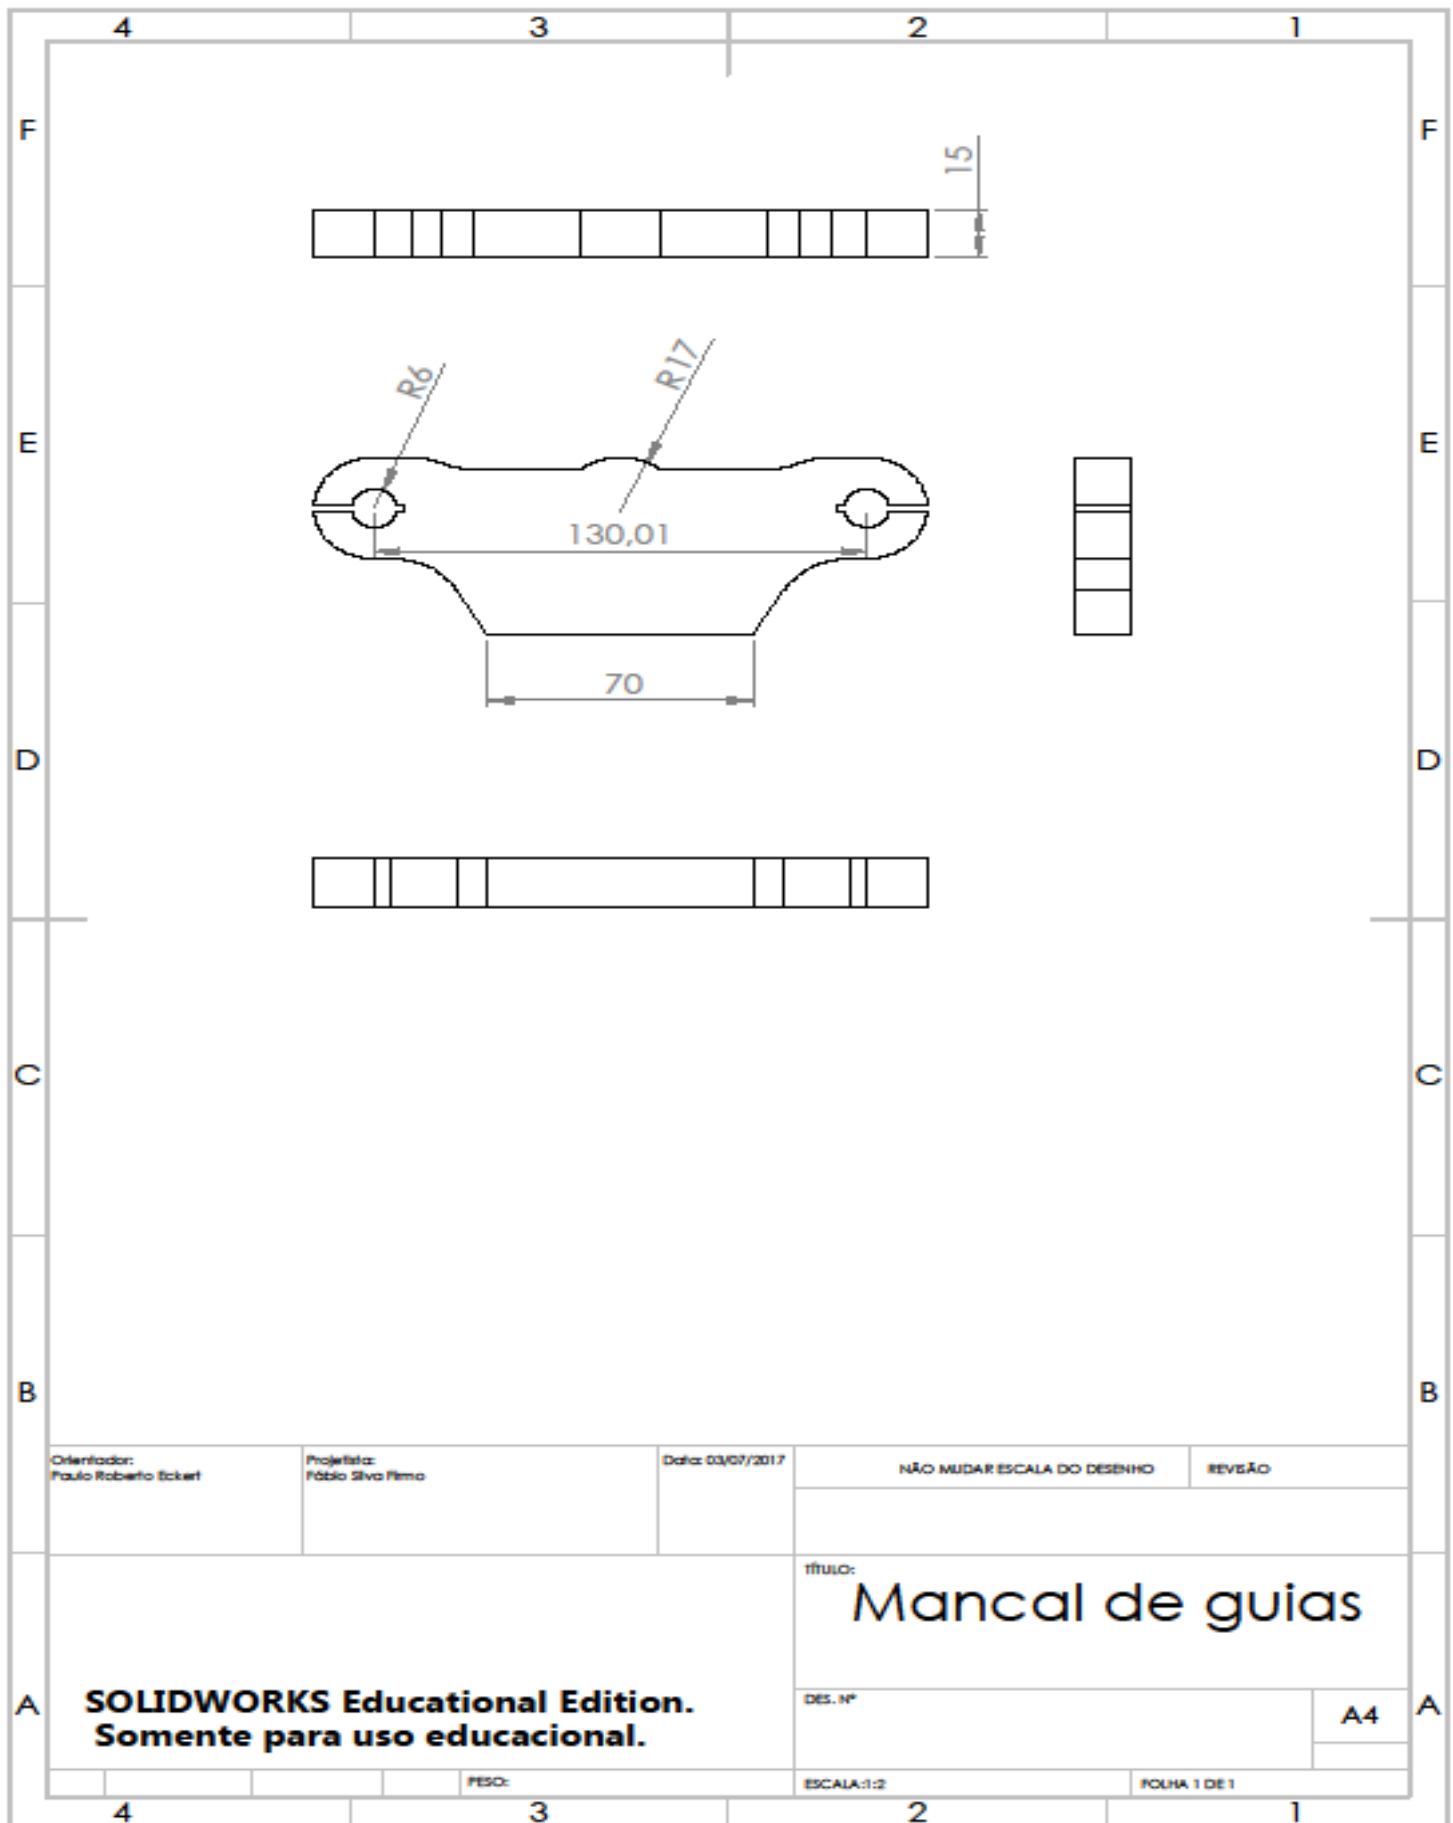 4 3 2 1
F F
15
R6 R17
E E
130,01
70
D D
C C
B B
Orientador:
Paulo Roberto Eckert
Projetista:
Fábio Silva Firmo
Data: 03/07/2017
NÃO MUDAR ESCALA DO DESENHO
REVISÃO
TÍTULO:
Mancal de guias
A A
SOLIDWORKS Educational Edition.
Somente para uso educacional.
DES. Nº
A4
PESO:
ESCALA:1:2
FOLHA 1 DE 1
4 3 2 1